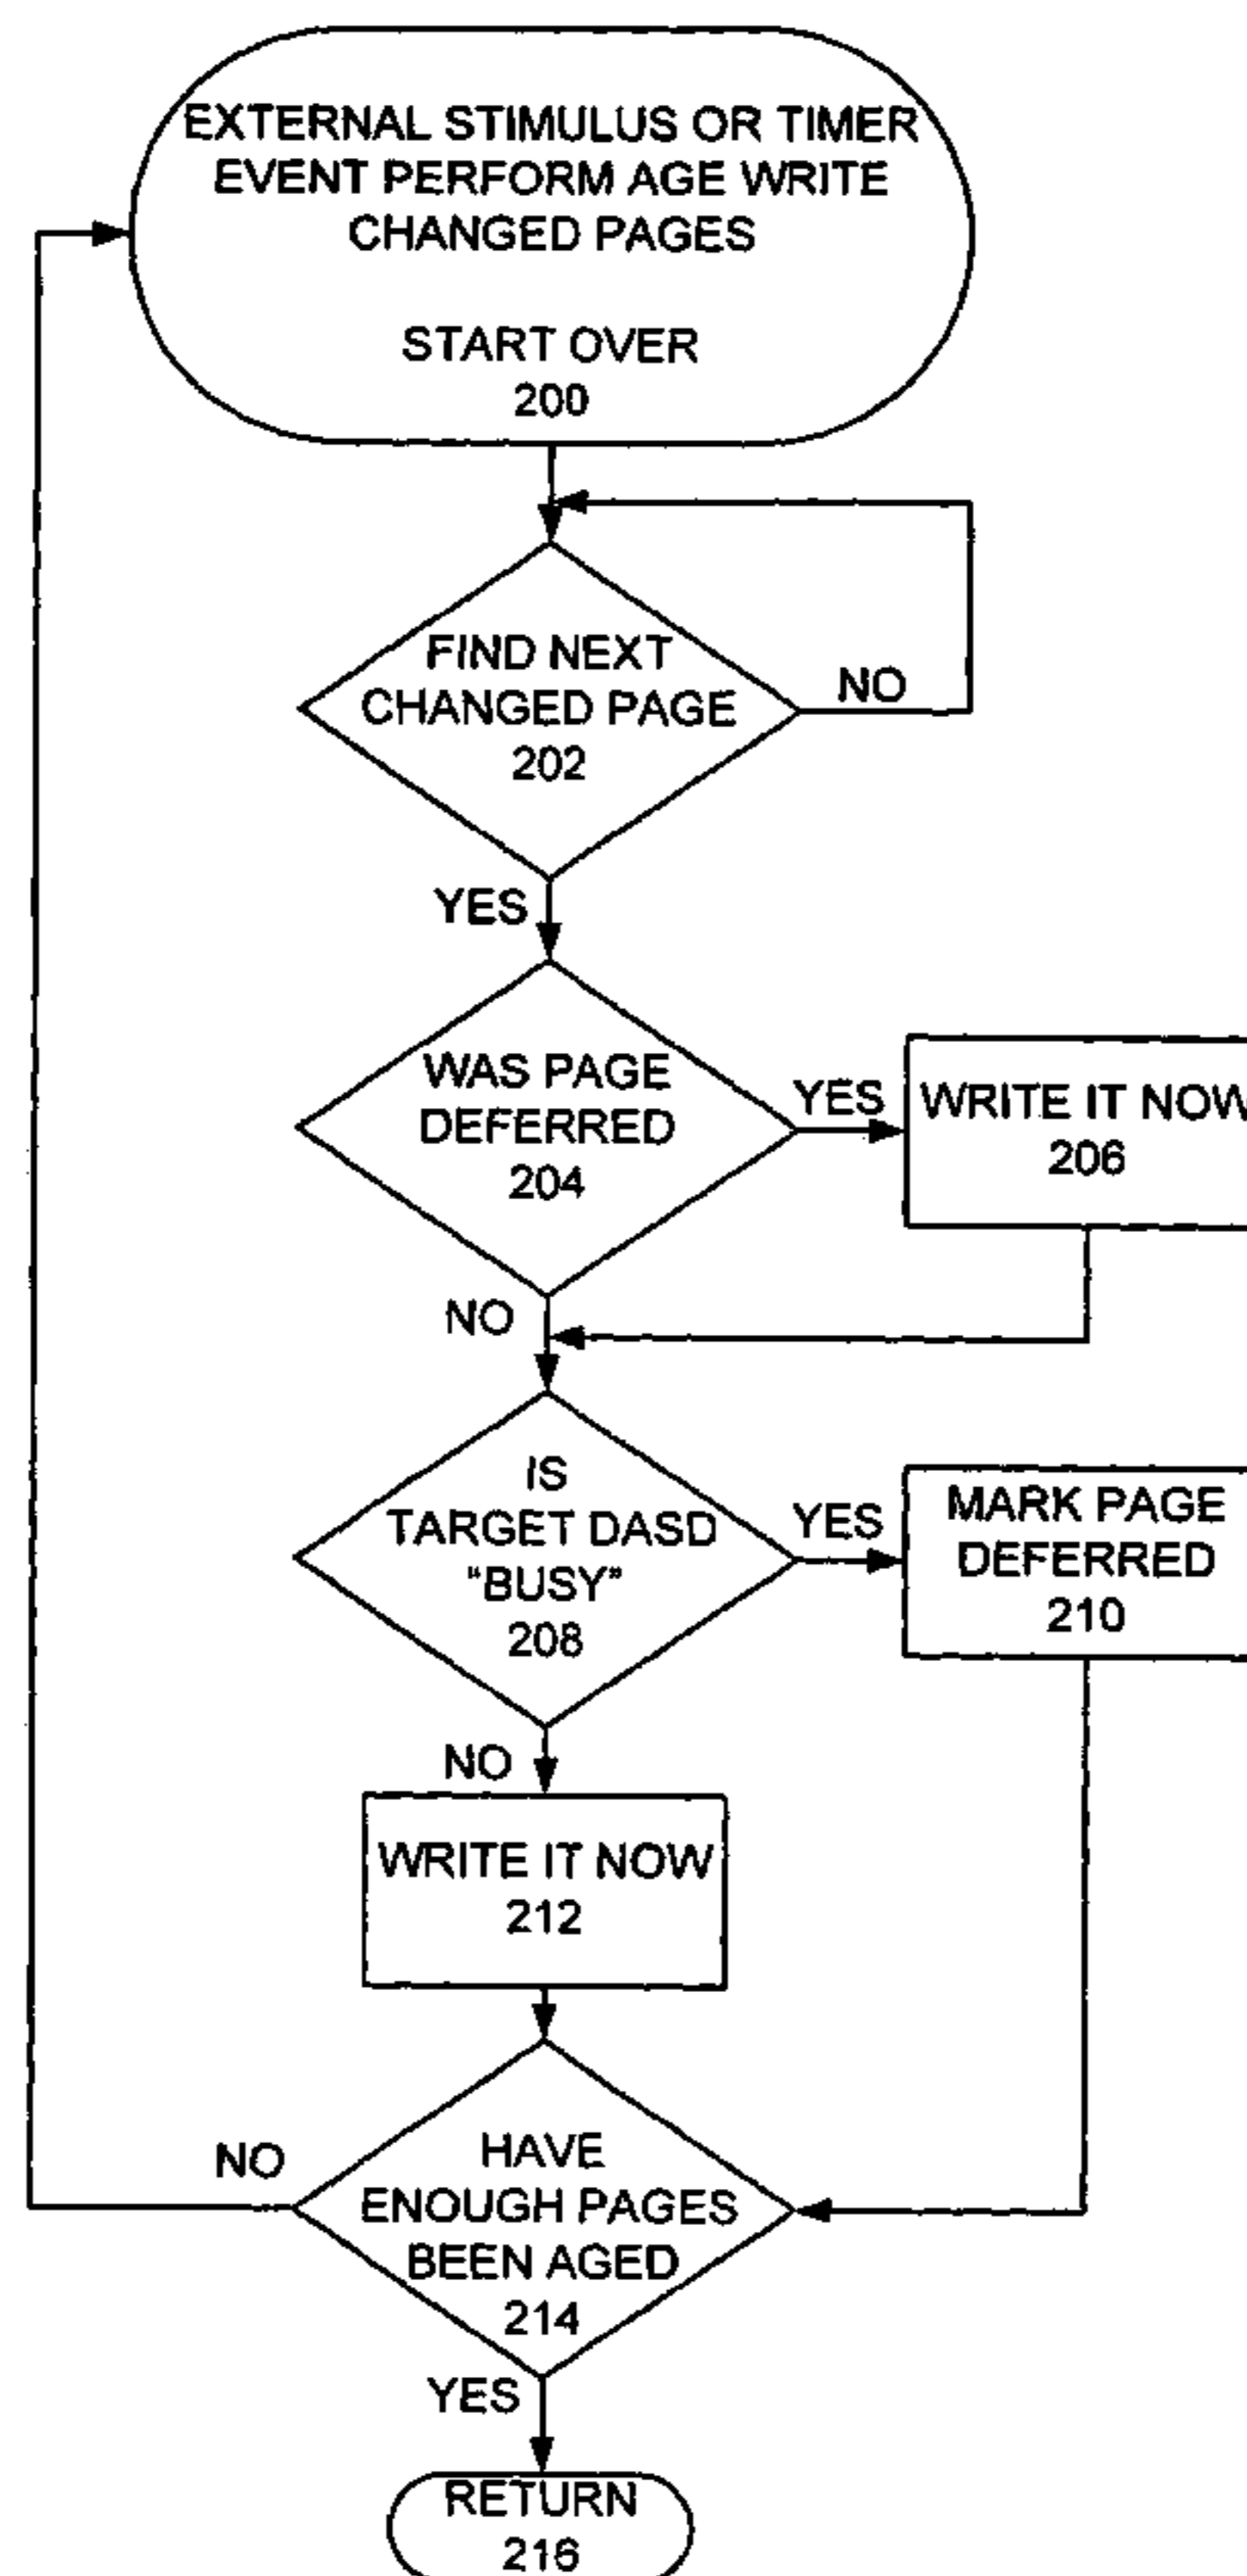 EXTERNAL STIMULUS OR TIMER
EVENT PERFORM AGE WRITE
CHANGED PAGES
START OVER
200
FIND NEXT
CHANGED PAGE
202
NO
YES
WAS PAGE
DEFERRED
204
YES
WRITE IT NOW
206
NO
IS
TARGET DASD
"BUSY"
208
YES
MARK PAGE
DEFERRED
210
NO
WRITE IT NOW
212
HAVE
ENOUGH PAGES
BEEN AGED
214
NO
YES
RETURN
216